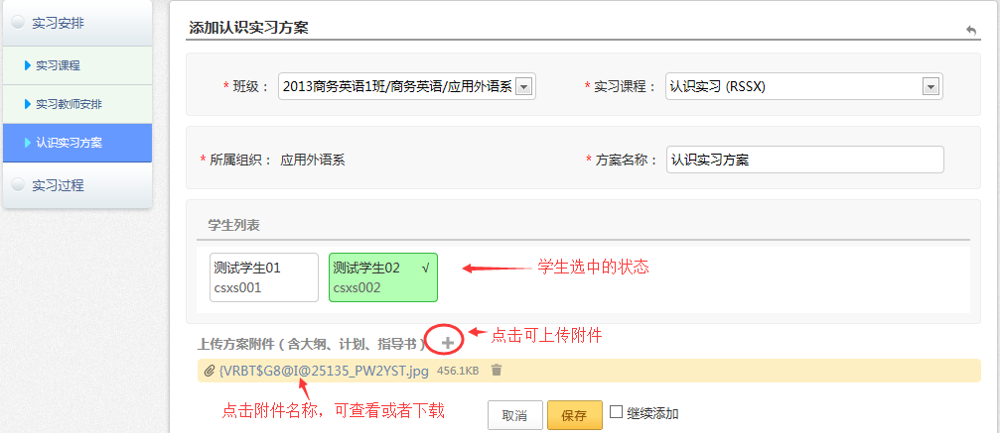 实习安排
实习课程
实习教师安排
认识实习方案
实习过程
添加认识实习方案
* 班级： 2013商务英语1班/商务英语/应用外语系
* 实习课程： 认识实习 (RSSX)
* 所属组织： 应用外语系
* 方案名称： 认识实习方案
学生列表
测试学生01
csxs001
测试学生02 √
csxs002
学生选中的状态
上传方案附件（含大纲、计划、指导书）
点击可上传附件
(VRBT$G8@I@25135_PW2YST.jpg 456.1KB
点击附件名称，可查看或者下载
取消 保存 继续添加